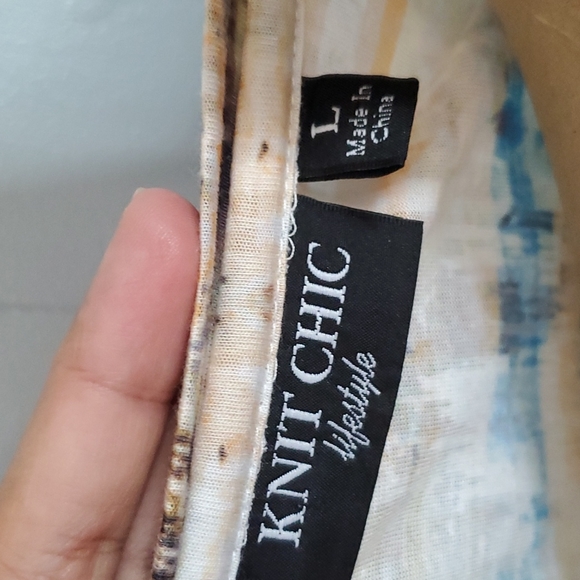 L
Made In
China
KNIT CHIC
lifestyle